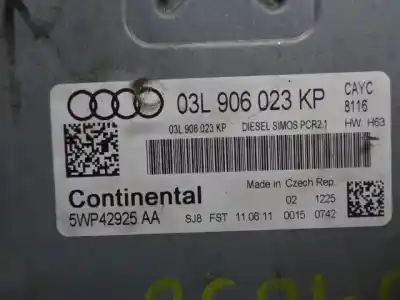 03L 906 023 KP
CAYC
8116
03L 906 023 KP DIESEL SIMOS PCR2.1 HW: H63
Continental
Made in Czech Rep.
02 1225
5WP42925 AA SJ8 FST 11.06.11 0015 0742